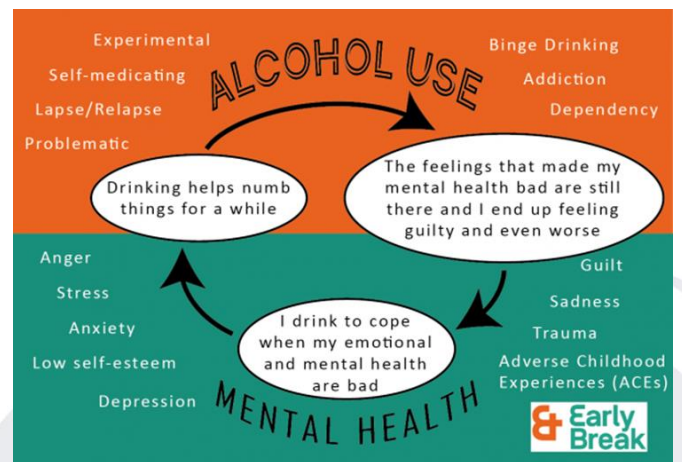 ALCOHOL USE
Experimental
Self-medicating
Lapse/Relapse
Problematic
Binge Drinking
Addiction
Dependency
Drinking helps numb
things for a while
The feelings that made my
mental health bad are still
there and I end up feeling
guilty and even worse
Anger
Stress
Anxiety
Low self-esteem
Depression
I drink to cope
when my emotional
and mental health
are bad
Guilt
Sadness
Trauma
Adverse Childhood
Experiences (ACEs)
MENTAL HEALTH
& Early
Break